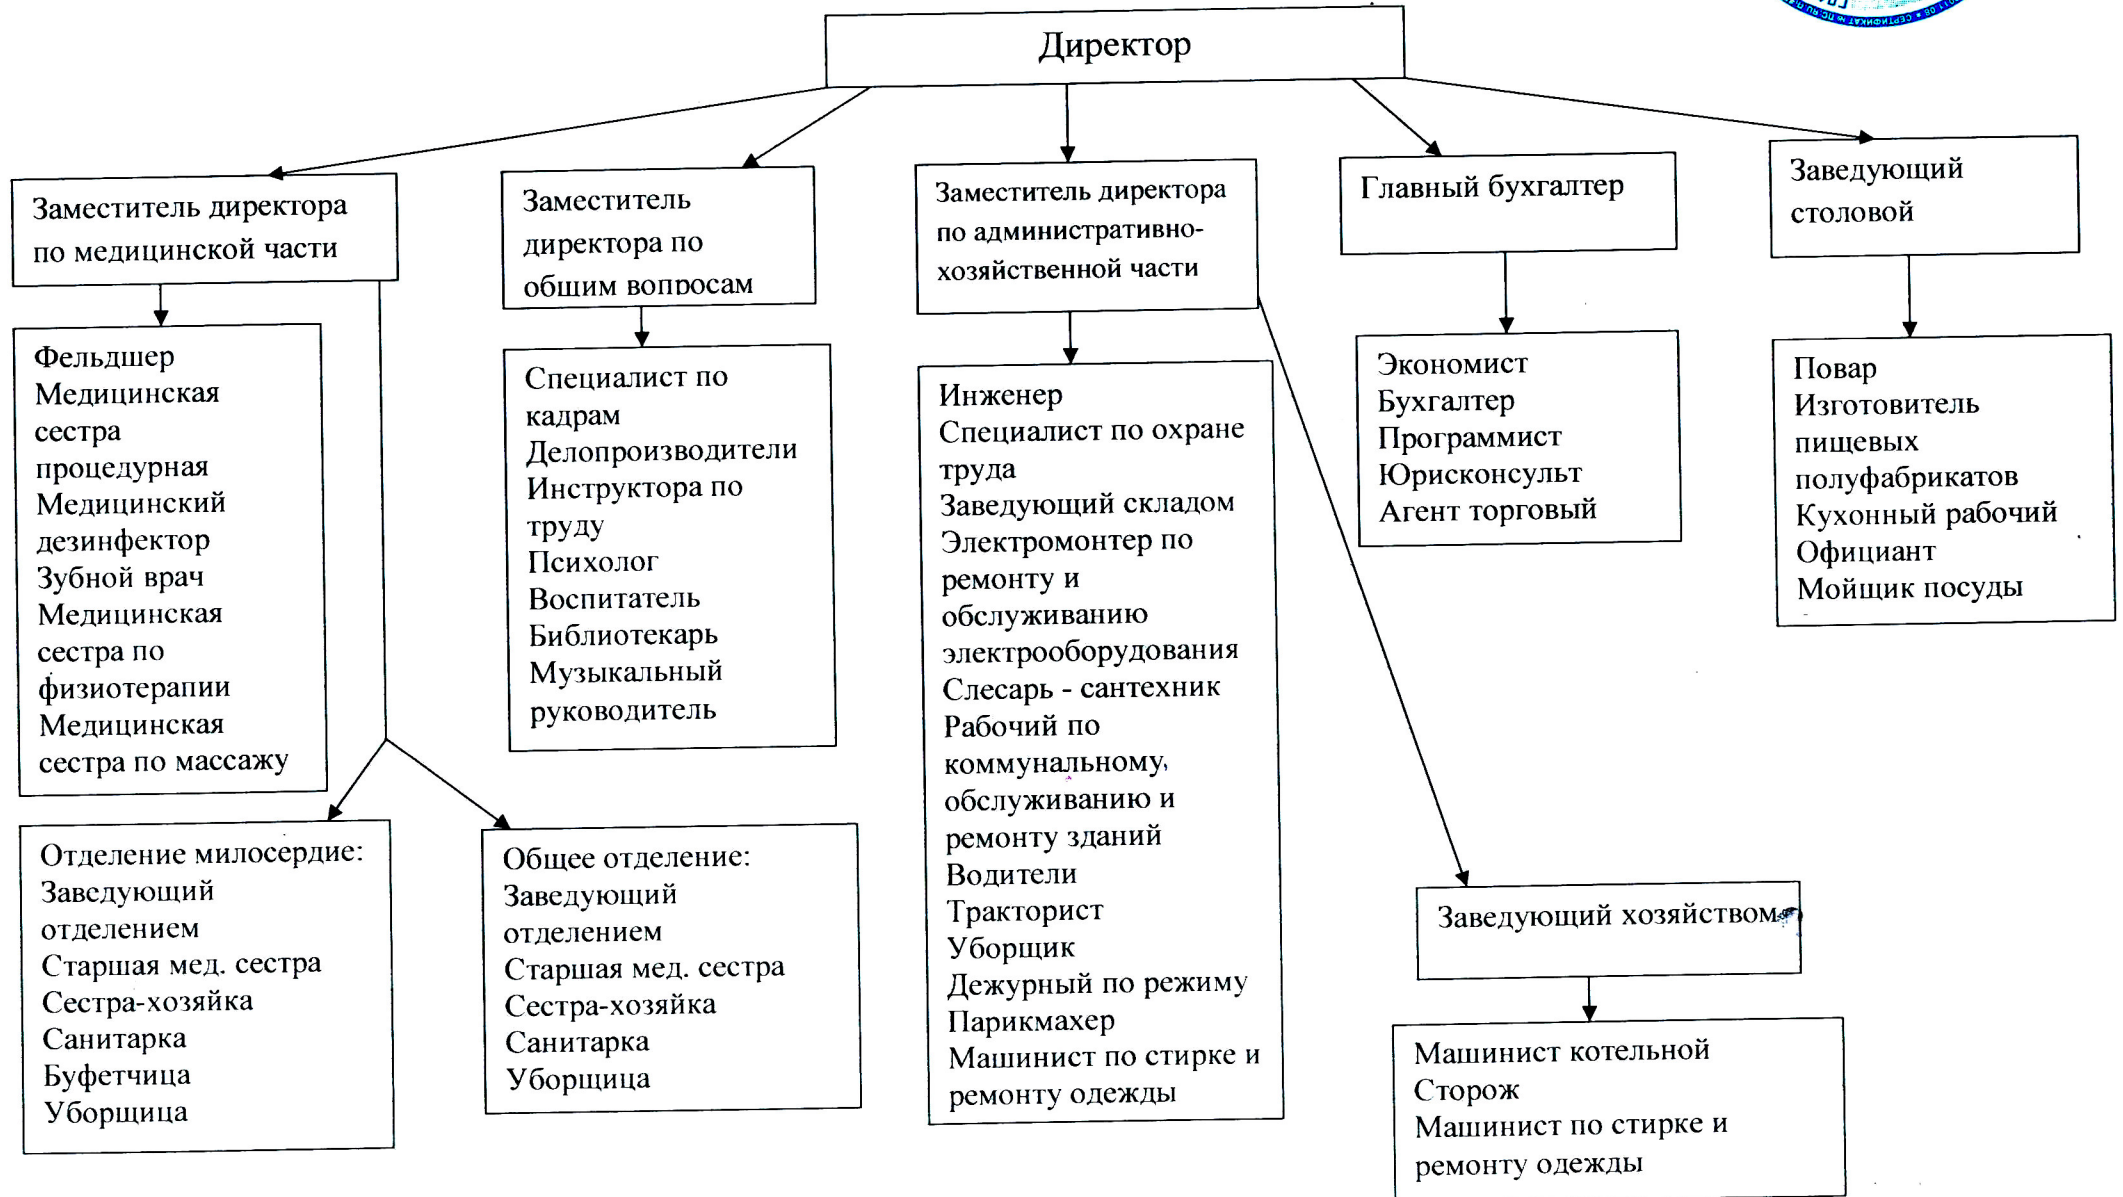 Директор
Заместитель директора
по медицинской части
Заместитель
директора по
общим вопросам
Заместитель директора
по административно-
хозяйственной части
Главный бухгалтер
Заведующий
столовой
Фельдшер
Медицинская
сестра
процедурная
Медицинский
дезинфектор
Зубной врач
Медицинская
сестра по
физиотерапии
Медицинская
сестра по массажу
Специалист по
кадрам
Делопроизводители
Инструктора по
труду
Психолог
Воспитатель
Библиотекарь
Музыкальный
руководитель
Инженер
Специалист по охране
труда
Заведующий складом
Электромонтер по
ремонту и
обслуживанию
электрооборудования
Слесарь - сантехник
Рабочий по
коммунальному,
обслуживанию и
ремонту зданий
Водители
Тракторист
Уборщик
Дежурный по режиму
Парикмахер
Машинист по стирке и
ремонту одежды
Экономист
Бухгалтер
Программист
Юрисконсульт
Агент торговый
Повар
Изготовитель
пищевых
полуфабрикатов
Кухонный рабочий
Официант
Мойщик посуды
Отделение милосердие:
Заведующий
отделением
Старшая мед. сестра
Сестра-хозяйка
Санитарка
Буфетчица
Уборщица
Общее отделение:
Заведующий
отделением
Старшая мед. сестра
Сестра-хозяйка
Санитарка
Уборщица
Заведующий хозяйством
Машинист котельной
Сторож
Машинист по стирке и
ремонту одежды
СЕРТИФИКАТ №